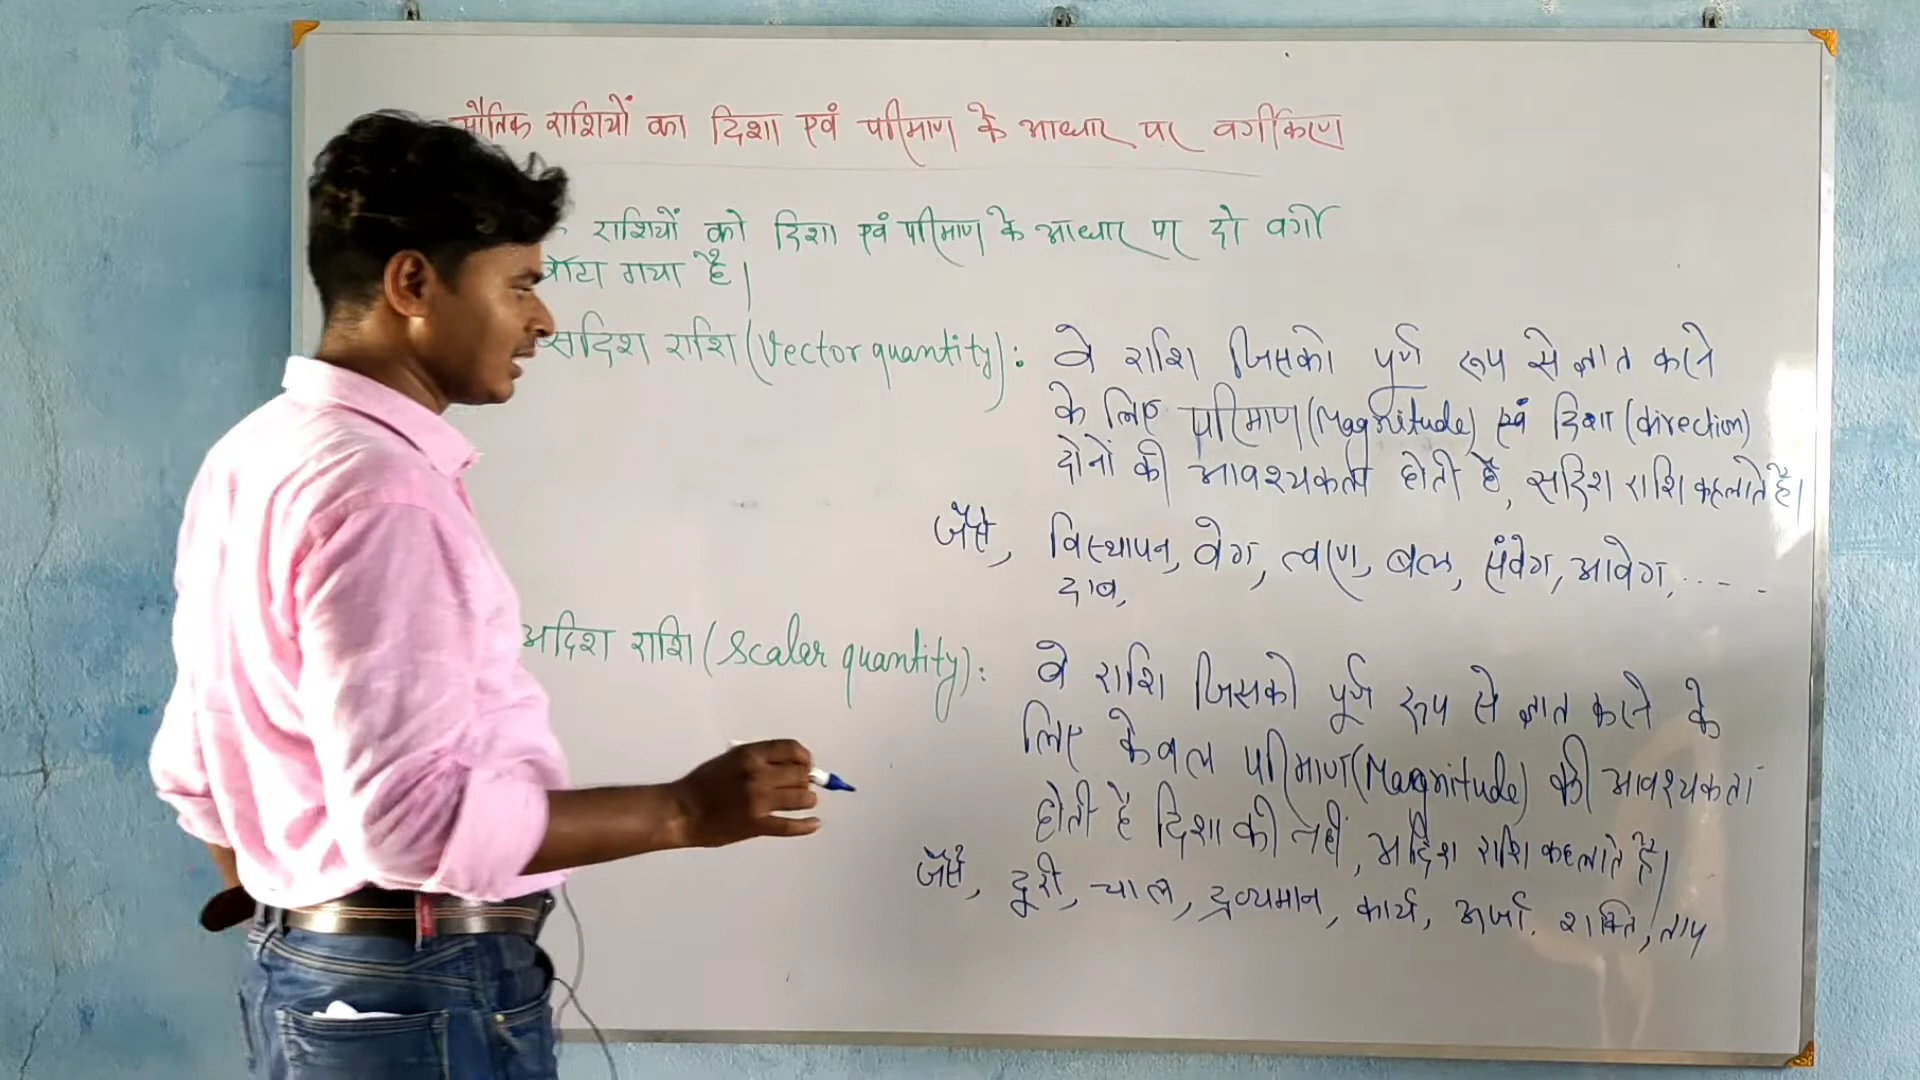 भौतिक राशियों का दिशा एवं परिमाण के आधार पर वर्गीकरण
राशियों को दिशा एवं परिमाण के आधार पर दो वर्गों
बाँटा गया है।
सदिश राशि (Vector quantity): वे राशि जिसको पूर्ण रूप से ज्ञात करने
के लिए परिमाण (Magnitude) एवं दिशा (direction)
दोनों की आवश्यकता होती है, सदिश राशि कहलाते है।
जैसे, विस्थापन, वेग, त्वरण, बल, संवेग, आवेग, ----
दाब,
अदिश राशि (Scaler quantity): वे राशि जिसको पूर्ण रूप से ज्ञात करने के
लिए केवल परिमाण (Magnitude) की आवश्यकता
होती है दिशा की नहीं, अदिश राशि कहलाते है।
जैसे, दूरी, चाल, द्रव्यमान, कार्य, ऊर्जा, शक्ति, ताप